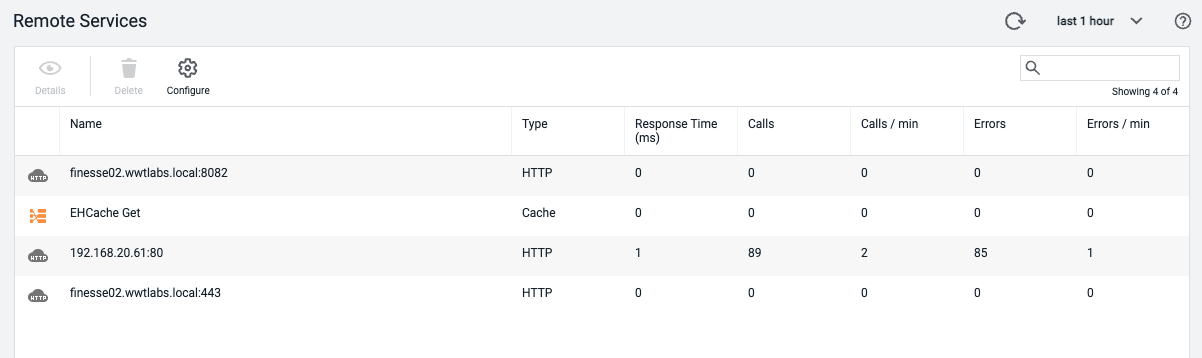 Remote Services
last 1 hour
Details
Delete
Configure
Showing 4 of 4
Name Type Response Time (ms) Calls Calls / min Errors Errors / min
HTTP finesse02.wwtlabs.local:8082 HTTP 0 0 0 0 0
EHCache Get Cache 0 0 0 0 0
HTTP 192.168.20.61:80 HTTP 1 89 2 85 1
HTTP finesse02.wwtlabs.local:443 HTTP 0 0 0 0 0